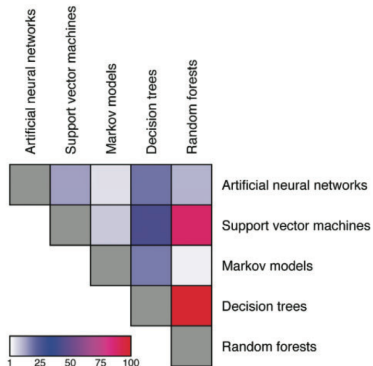 Artificial neural networks
Support vector machines
Markov models
Decision trees
Random forests
Artificial neural networks
Support vector machines
Markov models
Decision trees
Random forests
1 25 50 75 100